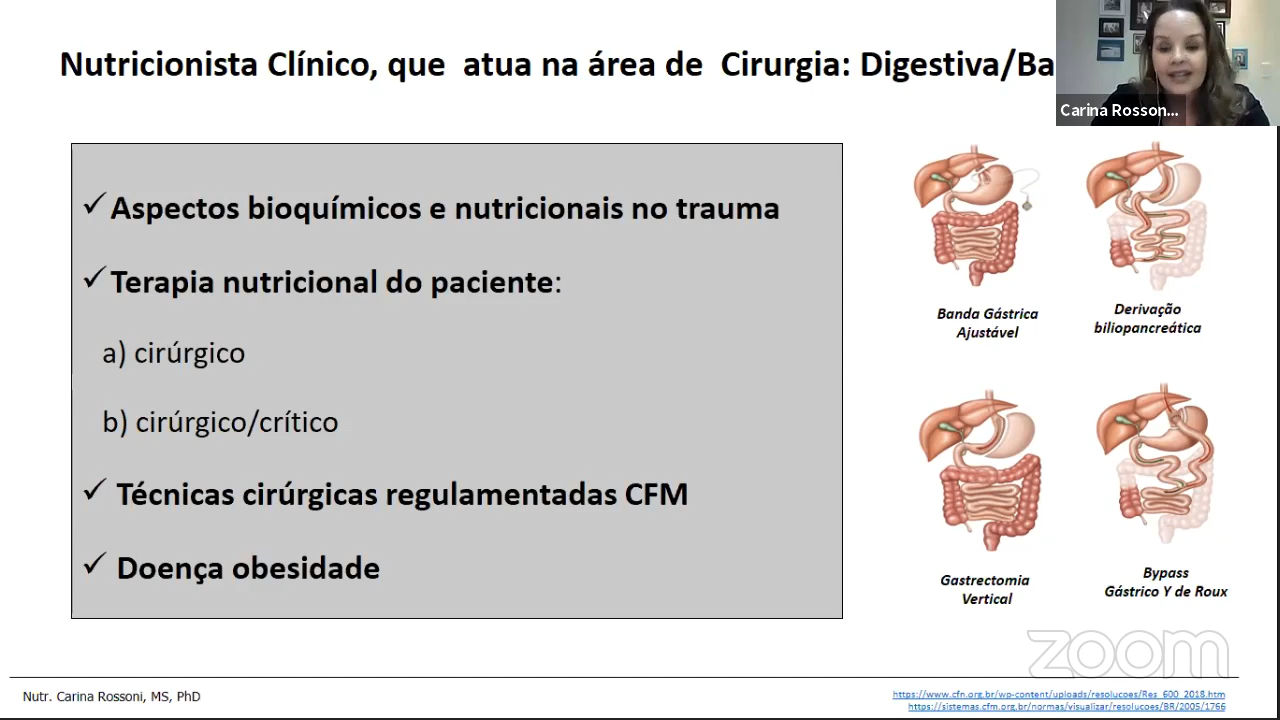 Nutricionista Clínico, que atua na área de Cirurgia: Digestiva/Ba
Carina Rosson...
✓Aspectos bioquímicos e nutricionais no trauma
✓Terapia nutricional do paciente:
a) cirúrgico
b) cirúrgico/crítico
✓ Técnicas cirúrgicas regulamentadas CFM
✓ Doença obesidade
Banda Gástrica
Ajustável
Derivação
biliopancreática
Gastrectomia
Vertical
Bypass
Gástrico Y de Roux
zoom
Nutr. Carina Rossoni, MS, PhD
https://www.cfn.org.br/wp-content/uploads/resolucoes/Res_600_2018.htm
https://sistemas.cfm.org.br/normas/visualizar/resolucoes/BR/2005/1766